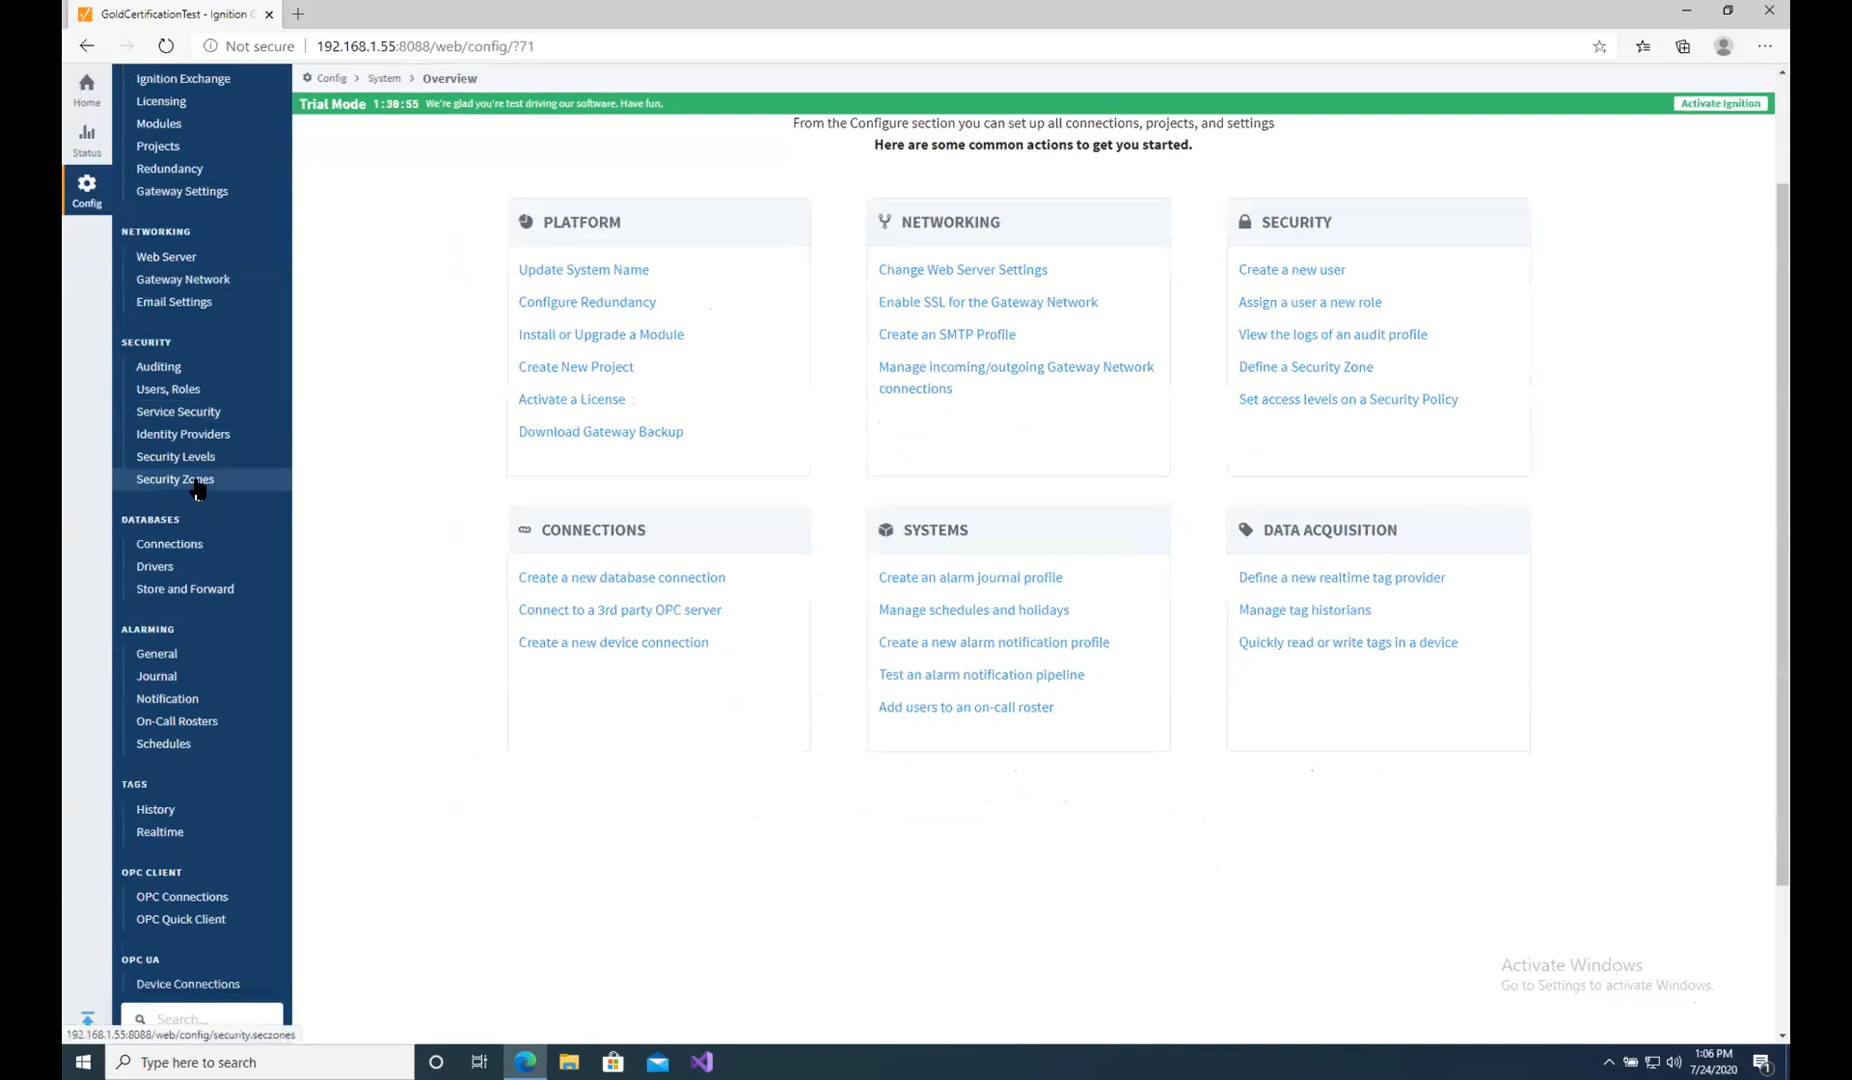 GoldCertificationTest - Ignition
Not secure
192.168.1.55:8088/web/config/?71
Home
Status
Config
Ignition Exchange
Licensing
Modules
Projects
Redundancy
Gateway Settings
NETWORKING
Web Server
Gateway Network
Email Settings
SECURITY
Auditing
Users, Roles
Service Security
Identity Providers
Security Levels
Security Zones
DATABASES
Connections
Drivers
Store and Forward
ALARMING
General
Journal
Notification
On-Call Rosters
Schedules
TAGS
History
Realtime
OPC CLIENT
OPC Connections
OPC Quick Client
OPC UA
Device Connections
Search...
192.168.1.55:8088/web/config/security.seczones
Config > System > Overview
Trial Mode 1:30:55 We're glad you're test driving our software. Have fun.
Activate Ignition
From the Configure section you can set up all connections, projects, and settings
Here are some common actions to get you started.
PLATFORM
Update System Name
Configure Redundancy
Install or Upgrade a Module
Create New Project
Activate a License
Download Gateway Backup
NETWORKING
Change Web Server Settings
Enable SSL for the Gateway Network
Create an SMTP Profile
Manage incoming/outgoing Gateway Network
connections
SECURITY
Create a new user
Assign a user a new role
View the logs of an audit profile
Define a Security Zone
Set access levels on a Security Policy
CONNECTIONS
Create a new database connection
Connect to a 3rd party OPC server
Create a new device connection
SYSTEMS
Create an alarm journal profile
Manage schedules and holidays
Create a new alarm notification profile
Test an alarm notification pipeline
Add users to an on-call roster
DATA ACQUISITION
Define a new realtime tag provider
Manage tag historians
Quickly read or write tags in a device
Activate Windows
Go to Settings to activate Windows.
Type here to search
1:06 PM
7/24/2020